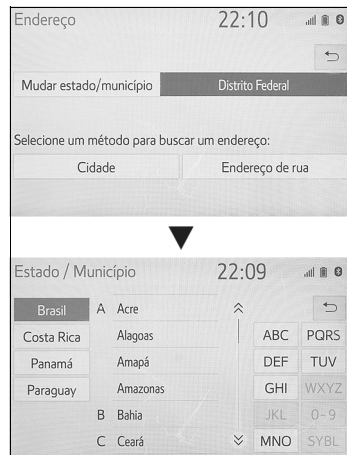 Endereço 22:10
Mudar estado/município Distrito Federal
Selecione um método para buscar um endereço:
Cidade Endereço de rua
Estado / Município 22:09
Brasil A Acre
Costa Rica Alagoas ABC PQRS
Panamá Amapá DEF TUV
Paraguay Amazonas GHI WXYZ
B Bahia JKL 0-9
C Ceará MNO SYBL